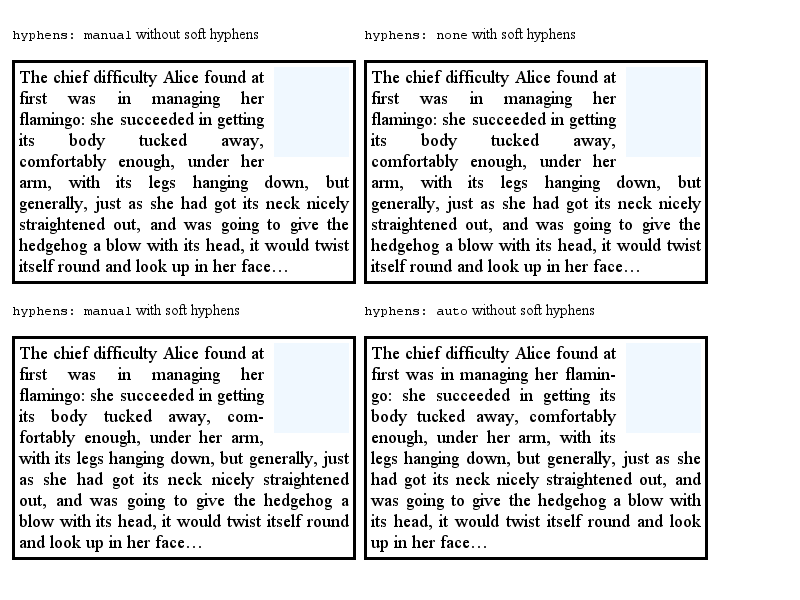 hyphens: manual without soft hyphens
The chief difficulty Alice found at
first was in managing her
flamingo: she succeeded in getting
its body tucked away,
comfortably enough, under her
arm, with its legs hanging down, but
generally, just as she had got its neck nicely
straightened out, and was going to give the
hedgehog a blow with its head, it would twist
itself round and look up in her face…
hyphens: none with soft hyphens
The chief difficulty Alice found at
first was in managing her
flamingo: she succeeded in getting
its body tucked away,
comfortably enough, under her
arm, with its legs hanging down, but
generally, just as she had got its neck nicely
straightened out, and was going to give the
hedgehog a blow with its head, it would twist
itself round and look up in her face…
hyphens: manual with soft hyphens
The chief difficulty Alice found at
first was in managing her
flamingo: she succeeded in getting
its body tucked away, com-
fortably enough, under her arm,
with its legs hanging down, but generally, just
as she had got its neck nicely straightened
out, and was going to give the hedgehog a
blow with its head, it would twist itself round
and look up in her face…
hyphens: auto without soft hyphens
The chief difficulty Alice found at
first was in managing her flamin-
go: she succeeded in getting its
body tucked away, comfortably
enough, under her arm, with its
legs hanging down, but generally, just as she
had got its neck nicely straightened out, and
was going to give the hedgehog a blow with
its head, it would twist itself round and look
up in her face…